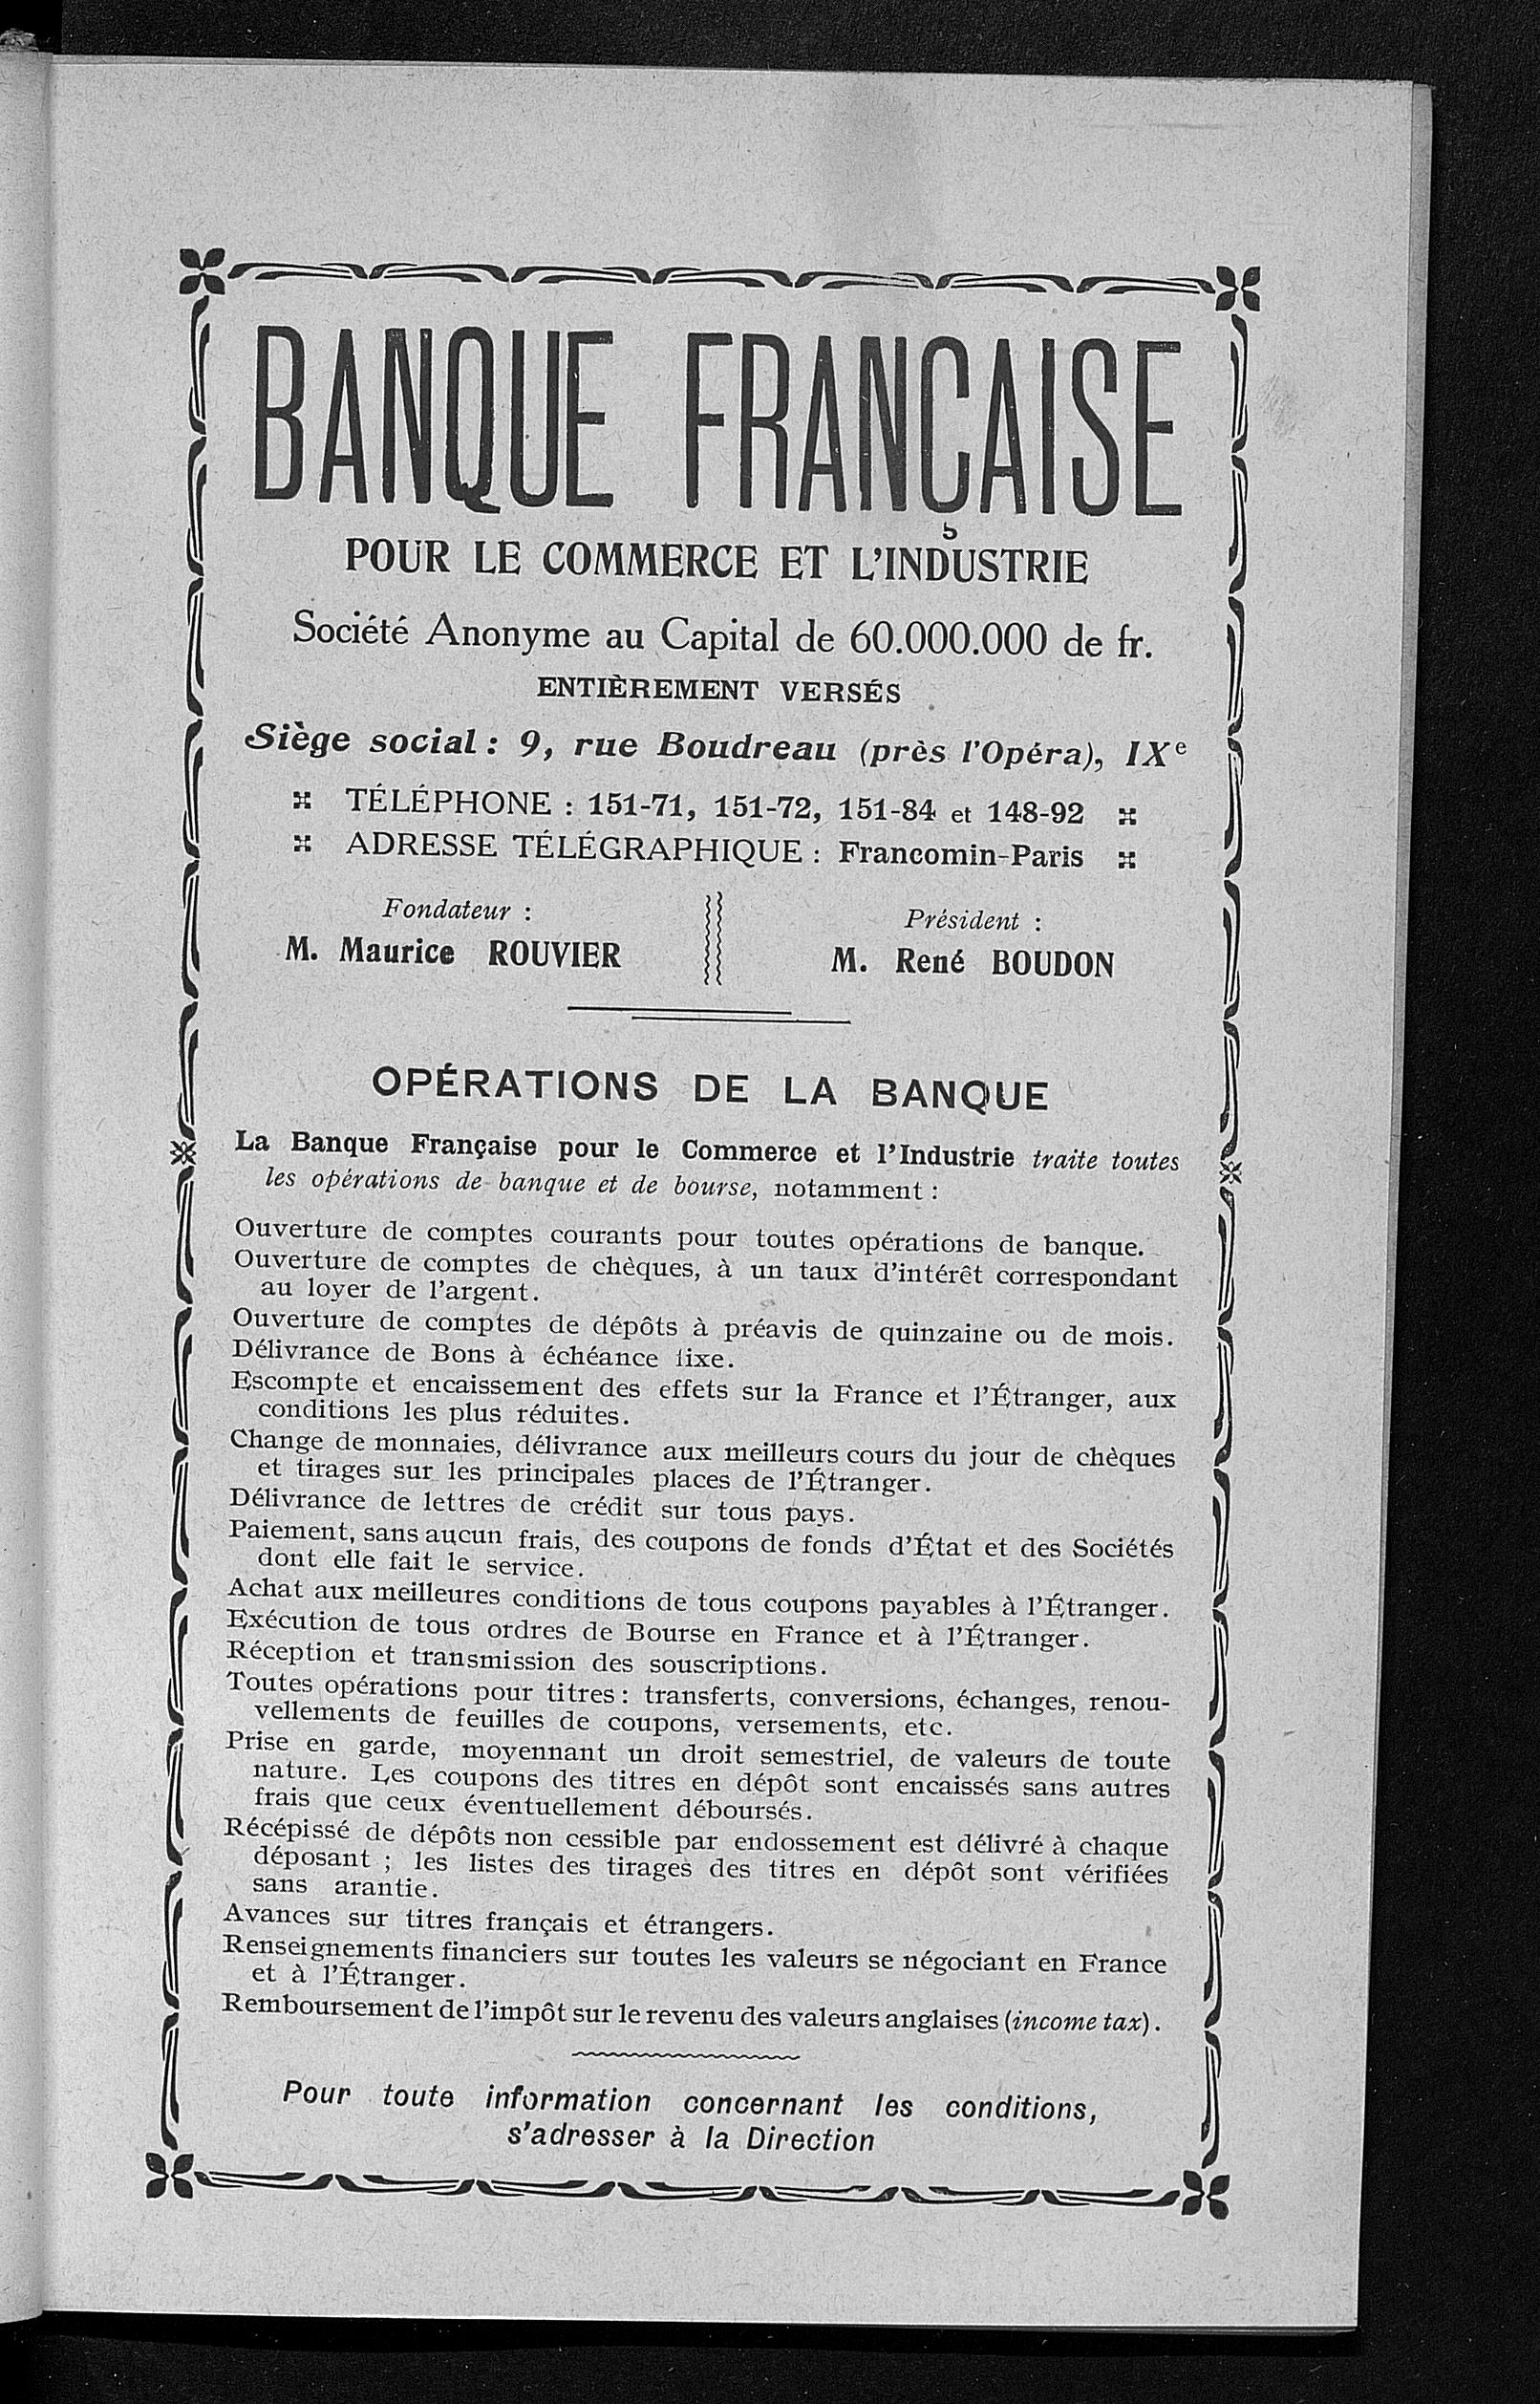 BANQUE FRANÇAISE
POUR LE COMMERCE ET L'INDUSTRIE
Société Anonyme au Capital de 60.000.000 de fr.
ENTIÈREMENT VERSÉS
Siège social : 9, rue Boudreau (près l'Opéra), IXe
TÉLÉPHONE : 151-71, 151-72, 151-84 et 148-92
ADRESSE TÉLÉGRAPHIQUE : Francomin-Paris
Fondateur :
M. Maurice ROUVIER
Président :
M. René BOUDON
OPÉRATIONS DE LA BANQUE
La Banque Française pour le Commerce et l'Industrie traite toutes
les opérations de banque et de bourse, notamment :
Ouverture de comptes courants pour toutes opérations de banque.
Ouverture de comptes de chèques, à un taux d'intérêt correspondant
au loyer de l'argent.
Ouverture de comptes de dépôts à préavis de quinzaine ou de mois.
Délivrance de Bons à échéance fixe.
Escompte et encaissement des effets sur la France et l'Étranger, aux
conditions les plus réduites.
Change de monnaies, délivrance aux meilleurs cours du jour de chèques
et tirages sur les principales places de l'Étranger.
Délivrance de lettres de crédit sur tous pays.
Paiement, sans aucun frais, des coupons de fonds d'État et des Sociétés
dont elle fait le service.
Achat aux meilleures conditions de tous coupons payables à l'Étranger.
Exécution de tous ordres de Bourse en France et à l'Étranger.
Réception et transmission des souscriptions.
Toutes opérations pour titres : transferts, conversions, échanges, renou-
vellements de feuilles de coupons, versements, etc.
Prise en garde, moyennant un droit semestriel, de valeurs de toute
nature. Les coupons des titres en dépôt sont encaissés sans autres
frais que ceux éventuellement déboursés.
Récépissé de dépôts non cessible par endossement est délivré à chaque
déposant ; les listes des tirages des titres en dépôt sont vérifiées
sans arantie.
Avances sur titres français et étrangers.
Renseignements financiers sur toutes les valeurs se négociant en France
et à l'Étranger.
Remboursement de l'impôt sur le revenu des valeurs anglaises (income tax).
Pour toute information concernant les conditions,
s'adresser à la Direction